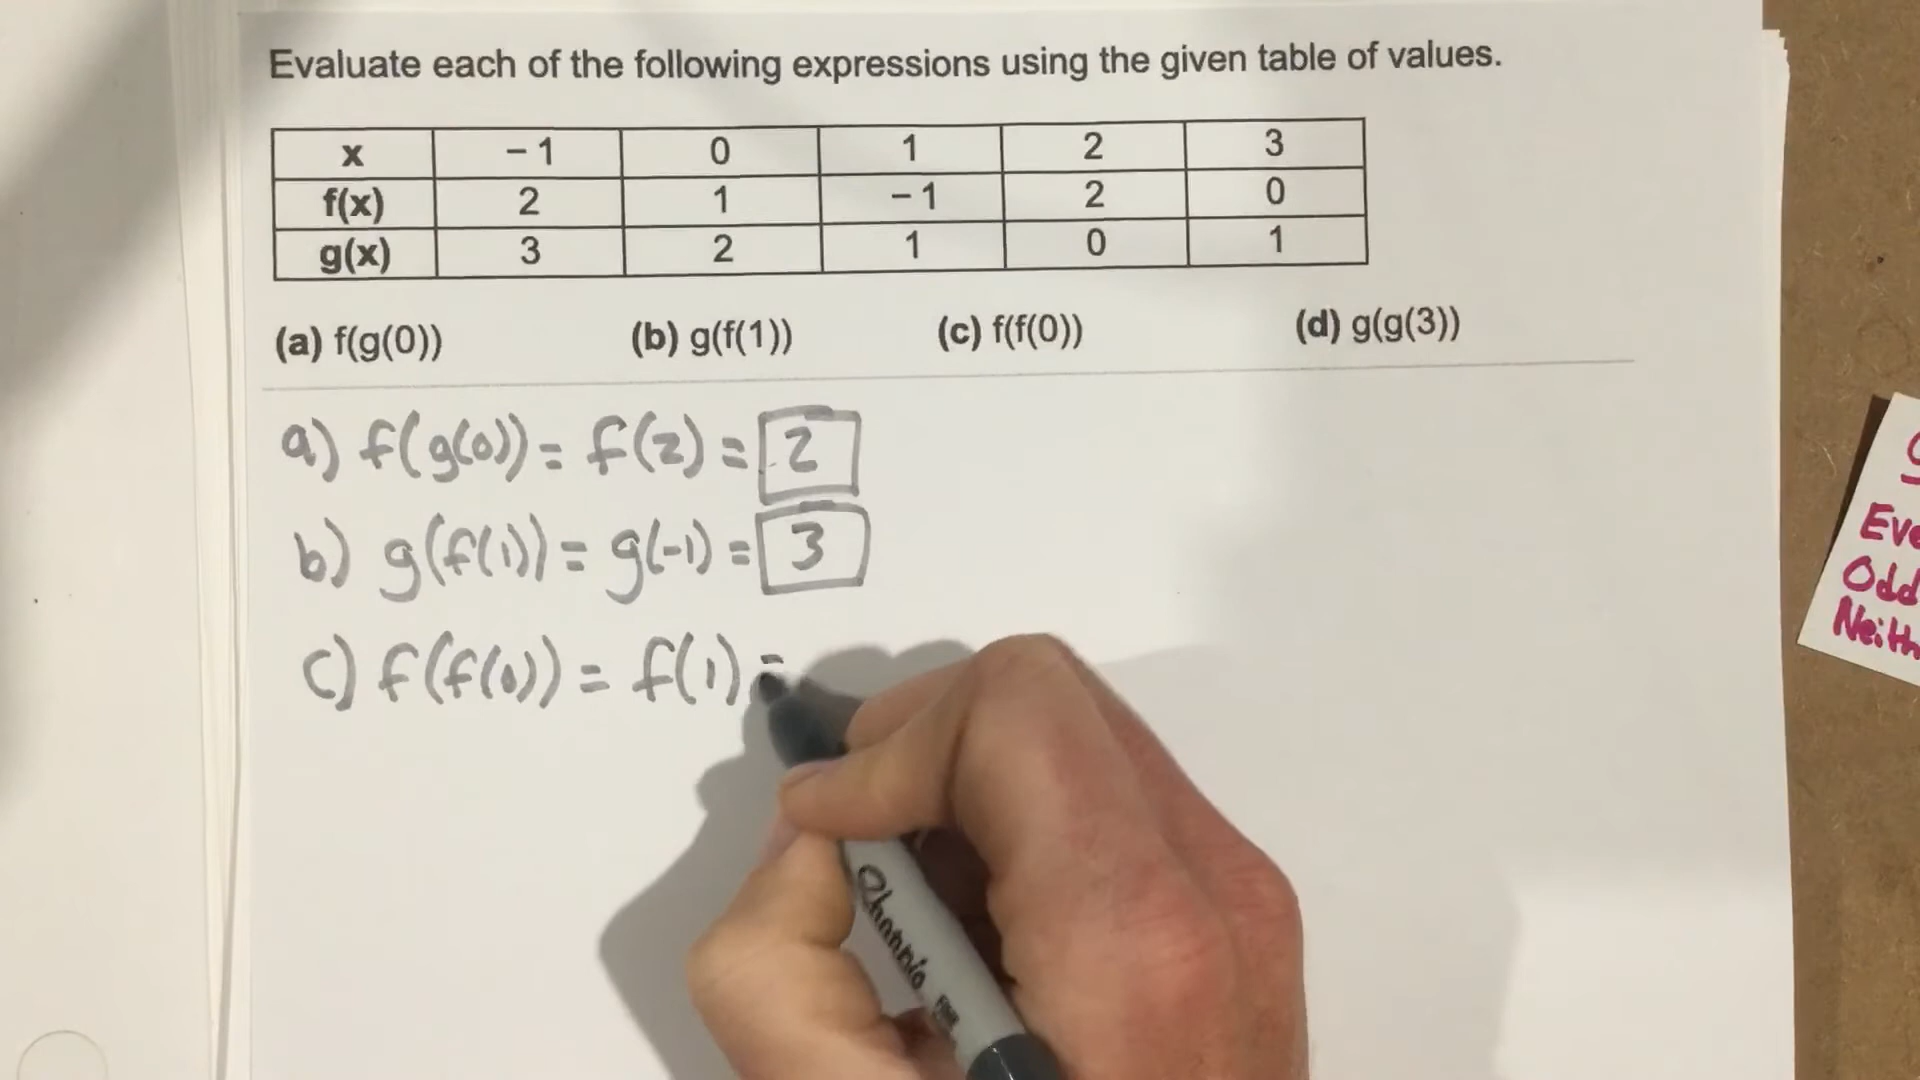 Evaluate each of the following expressions using the given table of values.
x -1 0 1 2 3
f(x) 2 1 -1 2 0
g(x) 3 2 1 0 1
(a) f(g(0)) (b) g(f(1)) (c) f(f(0)) (d) g(g(3))
a) f(g(0)) = f(2) = 2
b) g(f(1)) = g(-1) = 3
c) f(f(0)) = f(1) =
Odd